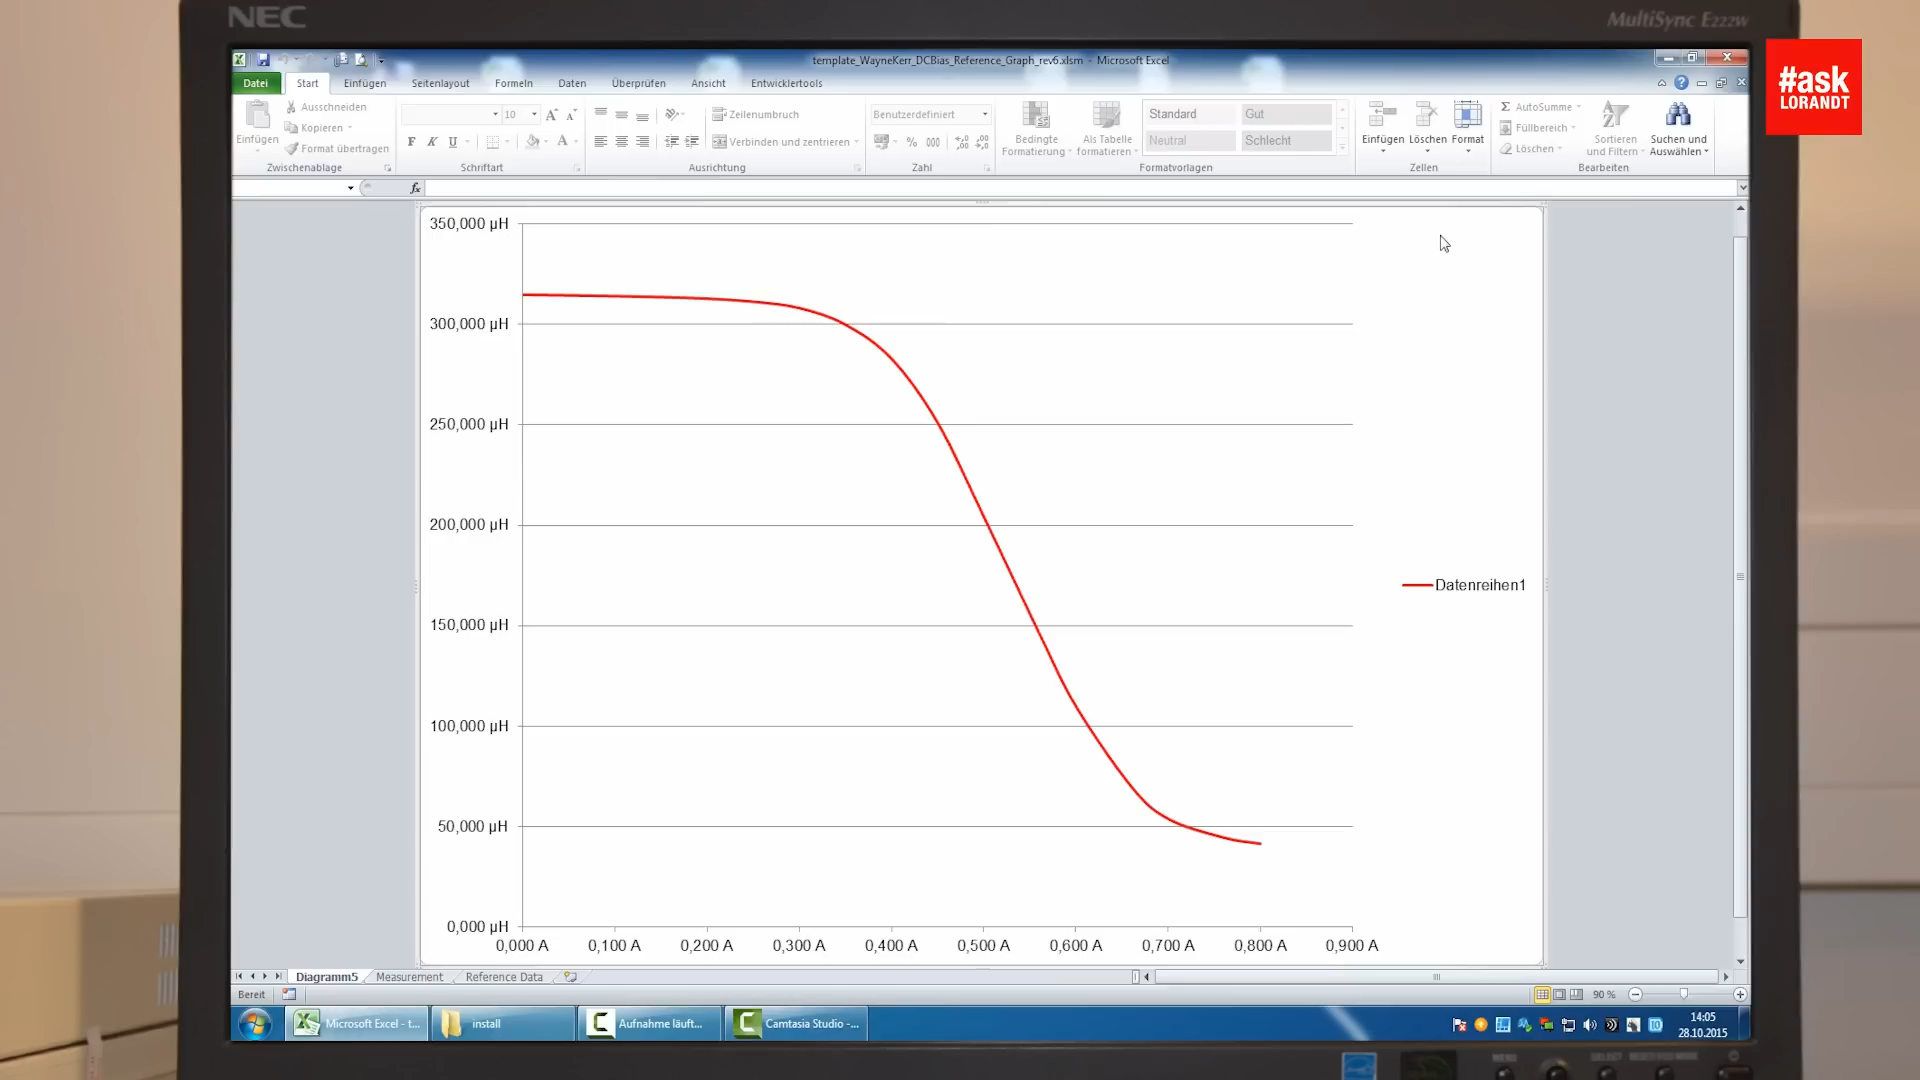 NEC
MultiSync E222W
#ask
LORANDT
template_WayneKerr_DCBias_Reference_Graph_rev6.xlsm - Microsoft Excel
Datei Start Einfügen Seitenlayout Formeln Daten Überprüfen Ansicht Entwicklertools
Einfügen
Ausschneiden
Kopieren
Format übertragen
Zwischenablage
10
F K U
Schriftart
Zeilenumbruch
Verbinden und zentrieren
Ausrichtung
Benutzerdefiniert
% 000
Zahl
Bedingte
Formatierung
Als Tabelle
formatieren
Standard Gut
Neutral Schlecht
Formatvorlagen
Einfügen Löschen Format
Zellen
AutoSumme
Füllbereich
Löschen
Sortieren
und Filtern
Suchen und
Auswählen
Bearbeiten
fx
350,000 µH
300,000 µH
250,000 µH
200,000 µH
150,000 µH
100,000 µH
50,000 µH
0,000 µH
0,000 A 0,100 A 0,200 A 0,300 A 0,400 A 0,500 A 0,600 A 0,700 A 0,800 A 0,900 A
Datenreihen1
Diagramm5 Measurement Reference Data
Bereit
90 %
Microsoft Excel - t...
install
Aufnahme läuft...
Camtasia Studio -...
14:05
28.10.2015
MENU